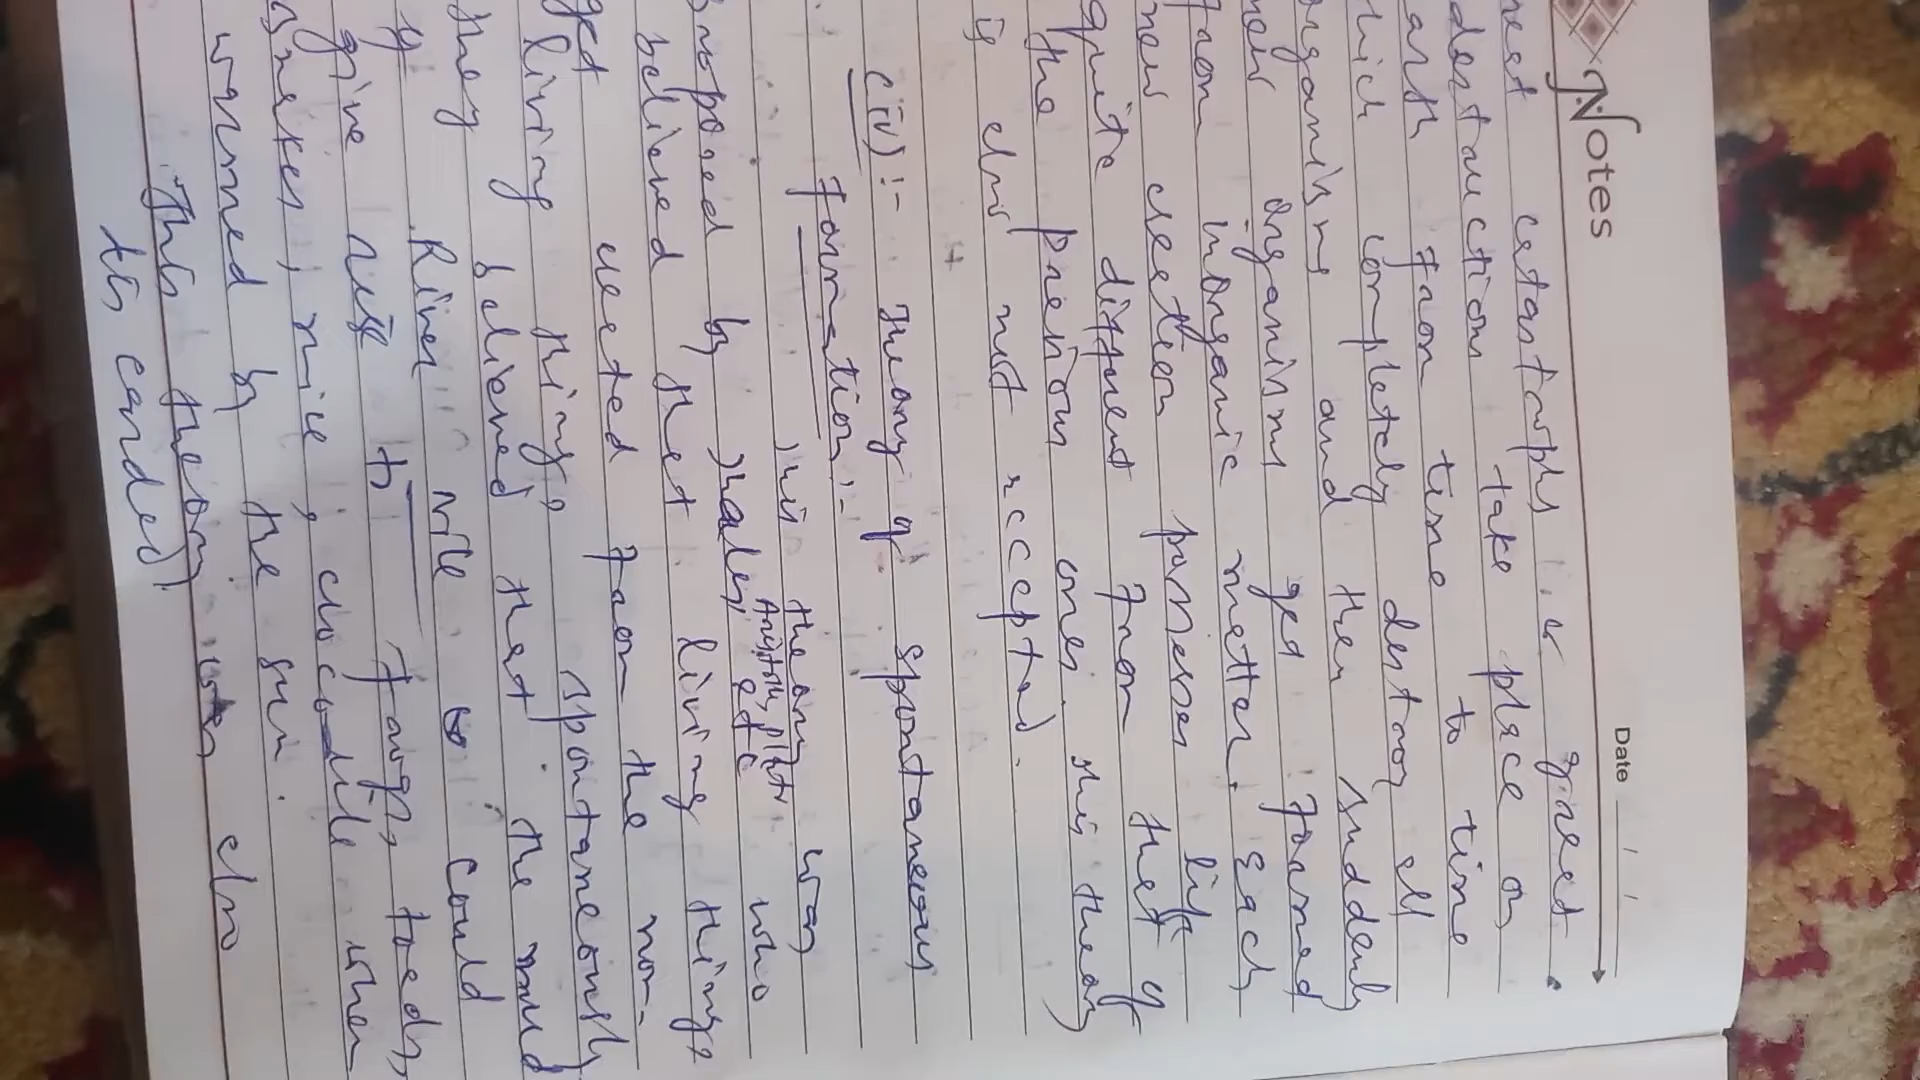 Notes
Date / /
catastrophs is a great
destruction take place on
earth from time to time
which completely destroy all
organisms and then suddenly
new organisms get formed
from inorganic matter. Each
new creation passesses life
quite diffrent from that of
the previous ones. This theory
is also not accepted.
(iv) :- Theory of spontaneous
formation :-
This theory was
proposed by Thales, Aristotle, plato etc who
believed that living things
get created from the non-
living things spontaneously
they believed that the mud
of River Nile could
give rise to Frogs, toads,
snakes, mice, crocodile when
warmed by the sun.
This theory was also
discarded.